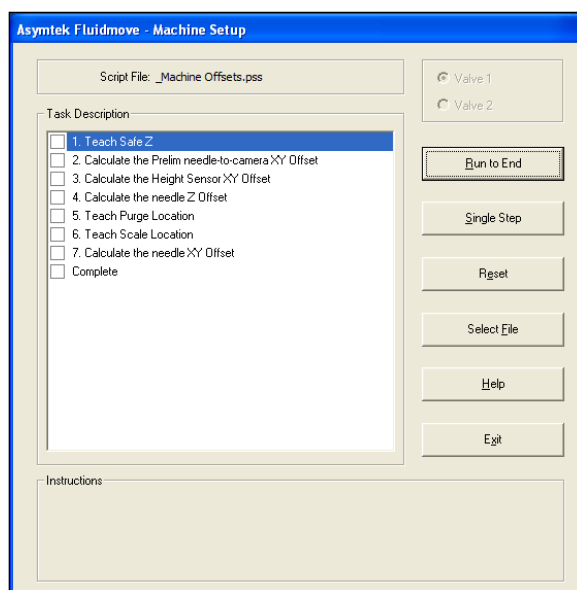 Asymtek Fluidmove - Machine Setup
Script File: _Machine Offsets.pss
Valve 1
Valve 2
Task Description
1. Teach Safe Z
2. Calculate the Prelim needle-to-camera XY Offset
3. Calculate the Height Sensor XY Offset
4. Calculate the needle Z Offset
5. Teach Purge Location
6. Teach Scale Location
7. Calculate the needle XY Offset
Complete
Run to End
Single Step
Reset
Select File
Help
Exit
Instructions